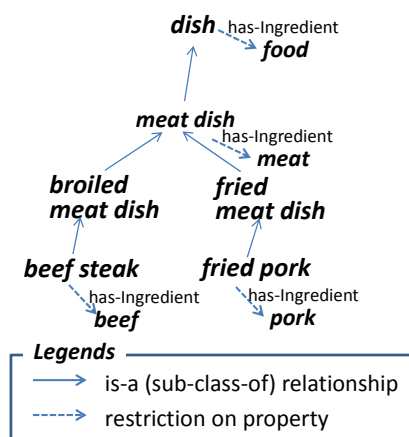 dish
has-Ingredient
food
meat dish
has-Ingredient
meat
broiled
meat dish
fried
meat dish
beef steak
has-Ingredient
beef
fried pork
has-Ingredient
pork
Legends
is-a (sub-class-of) relationship
restriction on property